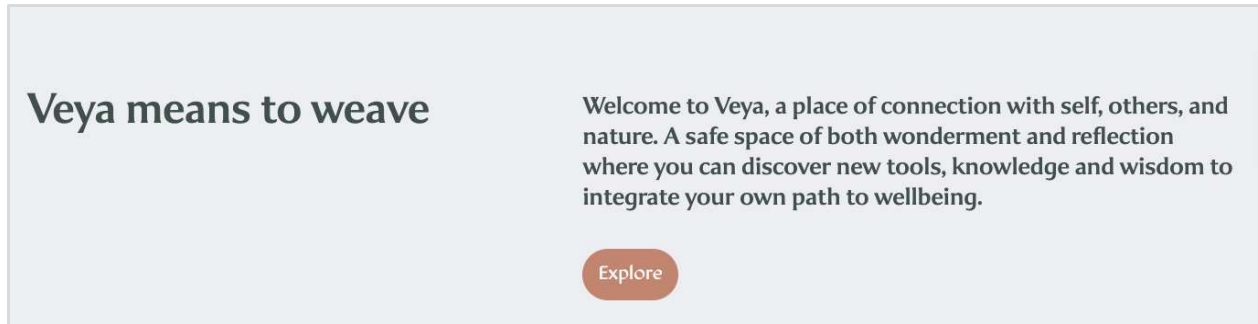 Veya means to weave
Welcome to Veya, a place of connection with self, others, and
nature. A safe space of both wonderment and reflection
where you can discover new tools, knowledge and wisdom to
integrate your own path to wellbeing.
Explore